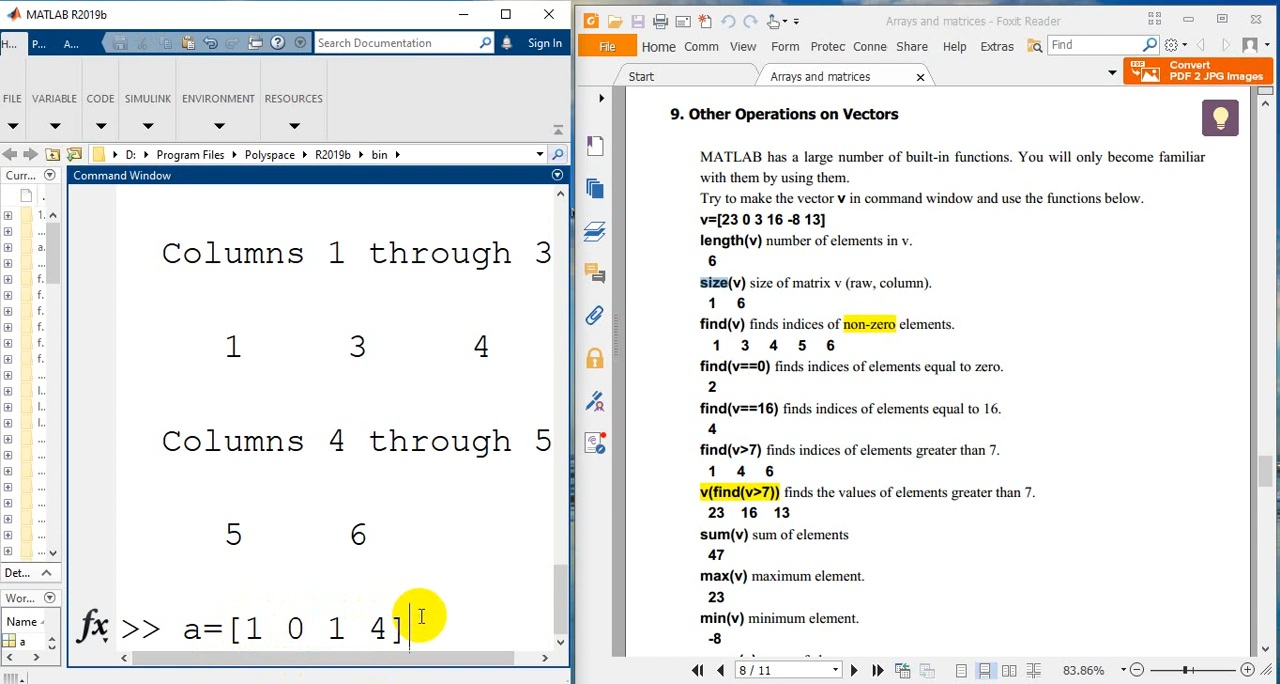 MATLAB R2019b
H... P... A... Search Documentation Sign In
FILE VARIABLE CODE SIMULINK ENVIRONMENT RESOURCES
D: Program Files Polyspace R2019b bin
Curr...
Command Window
Columns 1 through 3
1 3 4
Columns 4 through 5
5 6
fx >> a=[1 0 1 4]
Det...
Wor...
Name
a
Arrays and matrices - Foxit Reader
File Home Comm View Form Protec Conne Share Help Extras Find
Start Arrays and matrices
Convert
PDF 2 JPG Images
9. Other Operations on Vectors
MATLAB has a large number of built-in functions. You will only become familiar
with them by using them.
Try to make the vector v in command window and use the functions below.
v=[23 0 3 16 -8 13]
length(v) number of elements in v.
6
size(v) size of matrix v (raw, column).
1 6
find(v) finds indices of non-zero elements.
1 3 4 5 6
find(v==0) finds indices of elements equal to zero.
2
find(v==16) finds indices of elements equal to 16.
4
find(v>7) finds indices of elements greater than 7.
1 4 6
v(find(v>7)) finds the values of elements greater than 7.
23 16 13
sum(v) sum of elements
47
max(v) maximum element.
23
min(v) minimum element.
-8
8 / 11
83.86%